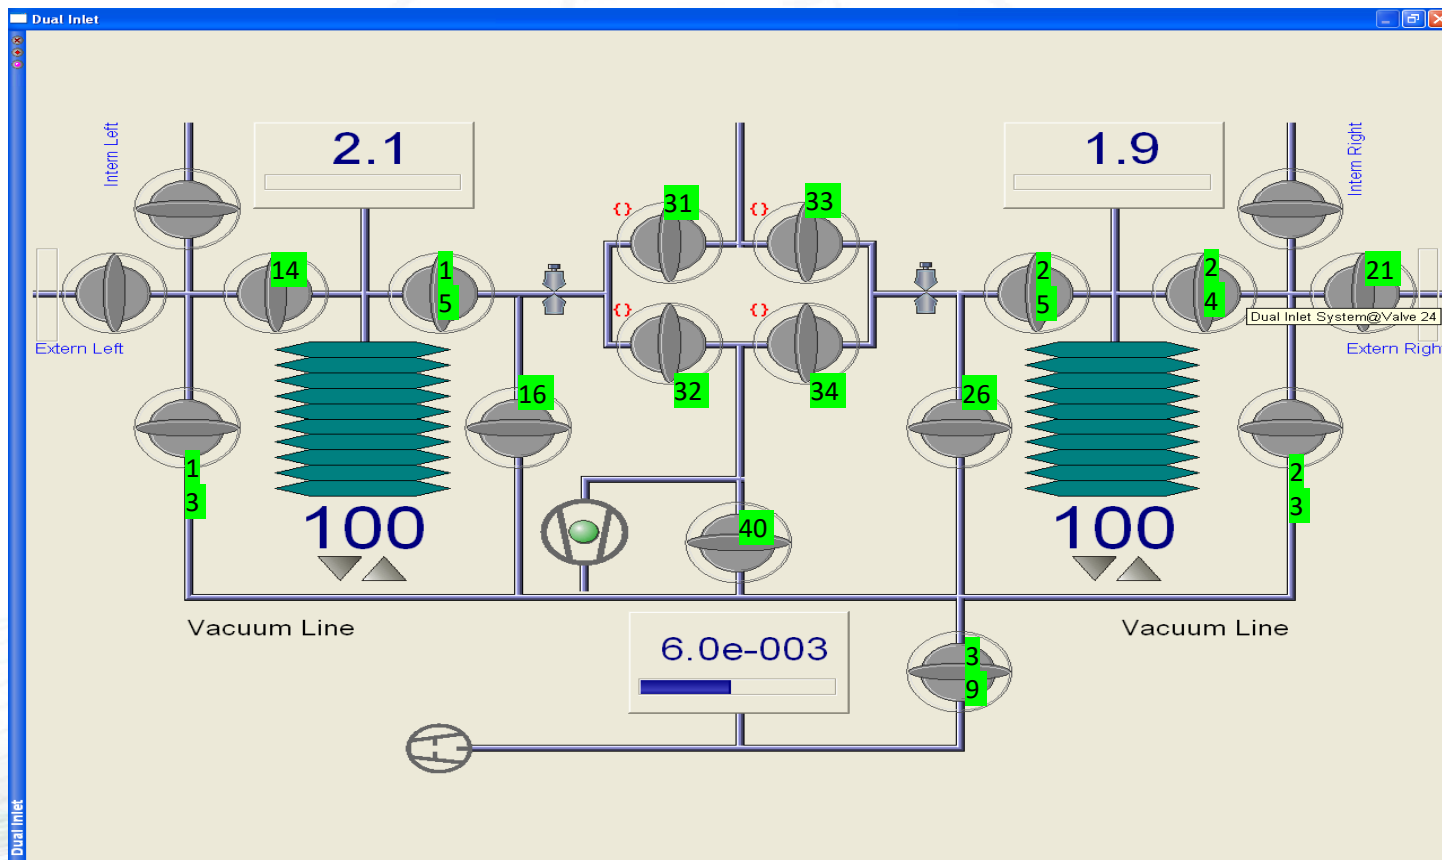 Dual Inlet
Intern Left
2.1
1.9
Intern Right
31
33
{}
{}
14
1
5
2
5
2
4
21
Dual Inlet System@Valve 24
{}
{}
Extern Left
Extern Right
32
34
16
26
1
3
2
3
100
40
100
Vacuum Line
Vacuum Line
6.0e-003
3
9
Dual Inlet